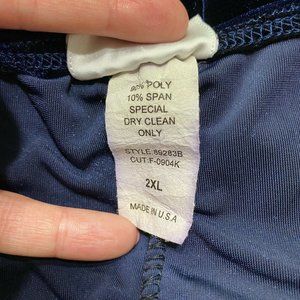 90% POLY
10% SPAN
SPECIAL
DRY CLEAN
ONLY
STYLE:89283B
CUT:F-0904K
2XL
MADE IN U.S.A